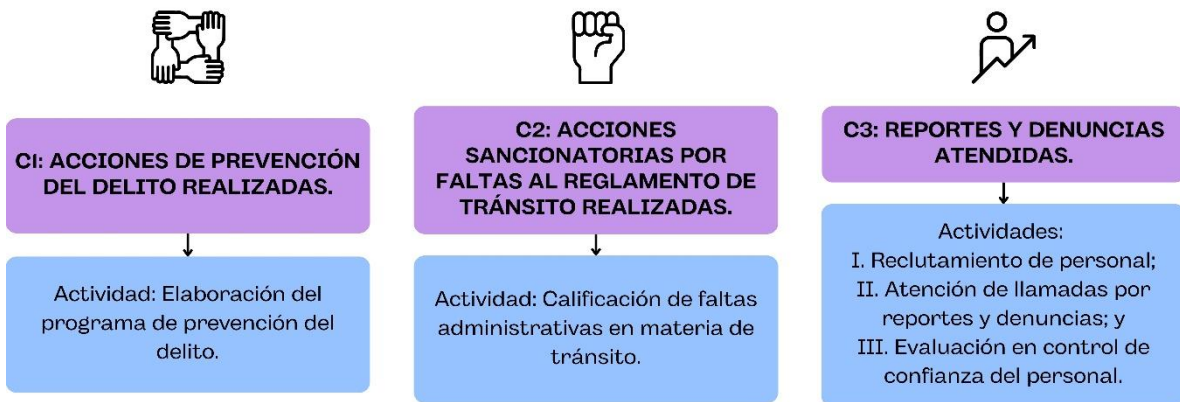 C1: ACCIONES DE PREVENCIÓN
DEL DELITO REALIZADAS.
Actividad: Elaboración del
programa de prevención del
delito.
C2: ACCIONES
SANCIONATORIAS POR
FALTAS AL REGLAMENTO DE
TRÁNSITO REALIZADAS.
Actividad: Calificación de faltas
administrativas en materia de
tránsito.
C3: REPORTES Y DENUNCIAS
ATENDIDAS.
Actividades:
I. Reclutamiento de personal;
II. Atención de llamadas por
reportes y denuncias; y
III. Evaluación en control de
confianza del personal.